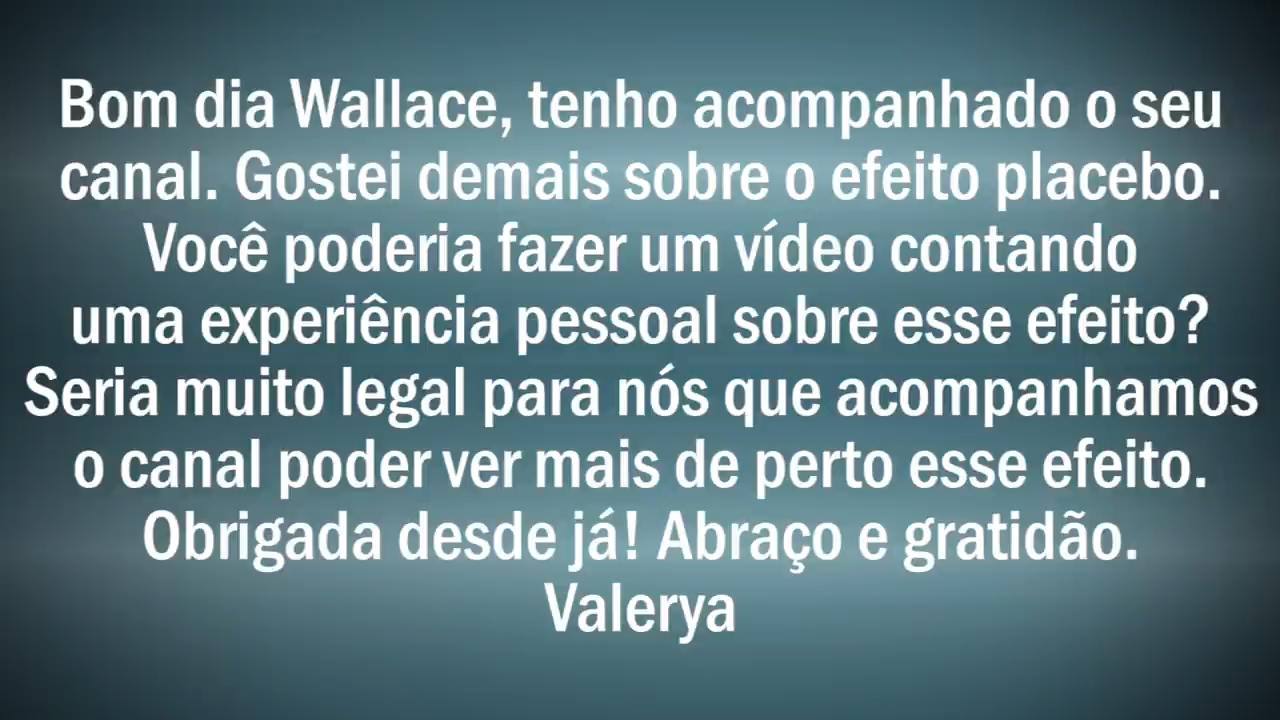 Bom dia Wallace, tenho acompanhado o seu
canal. Gostei demais sobre o efeito placebo.
Você poderia fazer um vídeo contando
uma experiência pessoal sobre esse efeito?
Seria muito legal para nós que acompanhamos
o canal poder ver mais de perto esse efeito.
Obrigada desde já! Abraço e gratidão.
Valerya